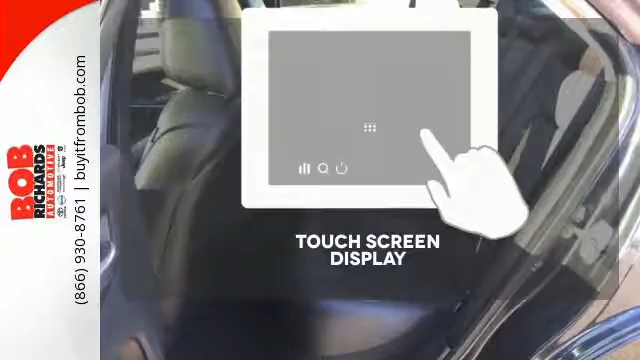 BOB
RICHARDS
AUTOMOTIVE
(866) 930-8761 | buyitfrombob.com
TOUCH SCREEN
DISPLAY